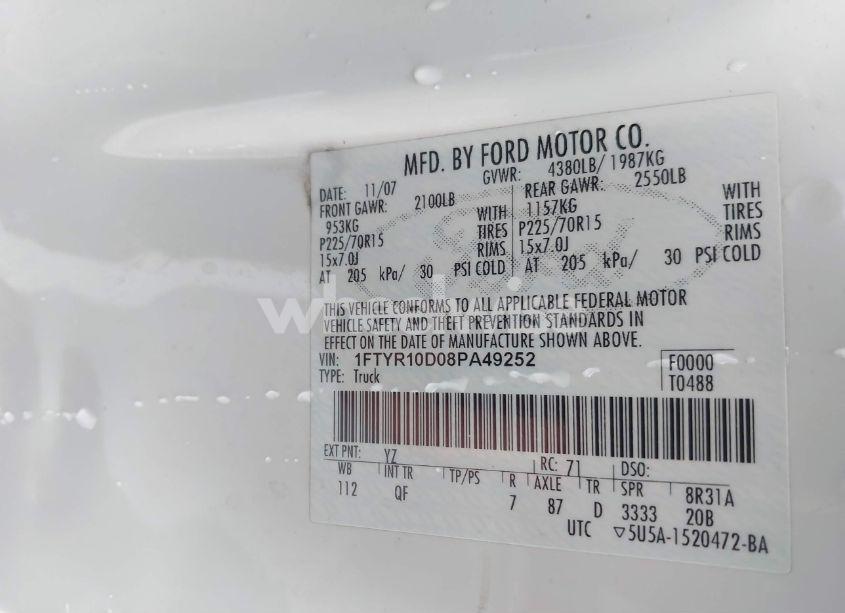 MFD. BY FORD MOTOR CO.
DATE: 11/07 GVWR: 4380LB/ 1987KG
FRONT GAWR: 2100LB REAR GAWR: 2550LB
953KG WITH 1157KG WITH
P225/70R15 TIRES P225/70R15 TIRES
15x7.0J RIMS 15x7.0J RIMS
AT 205 kPa/ 30 PSI COLD AT 205 kPa/ 30 PSI COLD
THIS VEHICLE CONFORMS TO ALL APPLICABLE FEDERAL MOTOR
VEHICLE SAFETY AND THEFT PREVENTION STANDARDS IN
EFFECT ON THE DATE OF MANUFACTURE SHOWN ABOVE.
VIN: 1FTYR10D08PA49252 F0000
TYPE: Truck T0488
EXT PNT: YZ RC: 71 DSO:
WB INT TR TP/PS R AXLE TR SPR 8R31A
112 QF 7 87 D 3333 20B
UTC ▽5U5A-1520472-BA